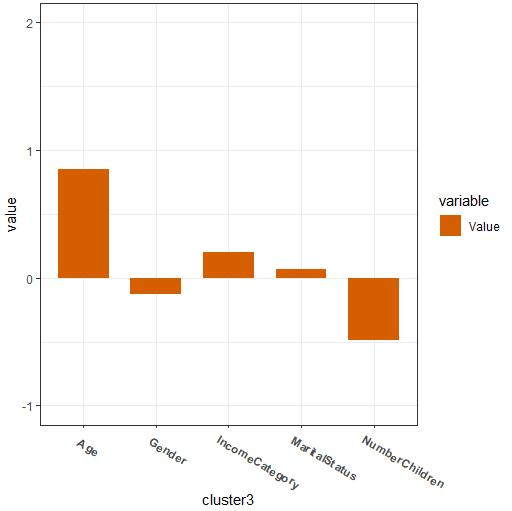 2
1
0
-1
value
Age
Gender
IncomeCategory
MaritalStatus
NumberChildren
cluster3
variable
Value